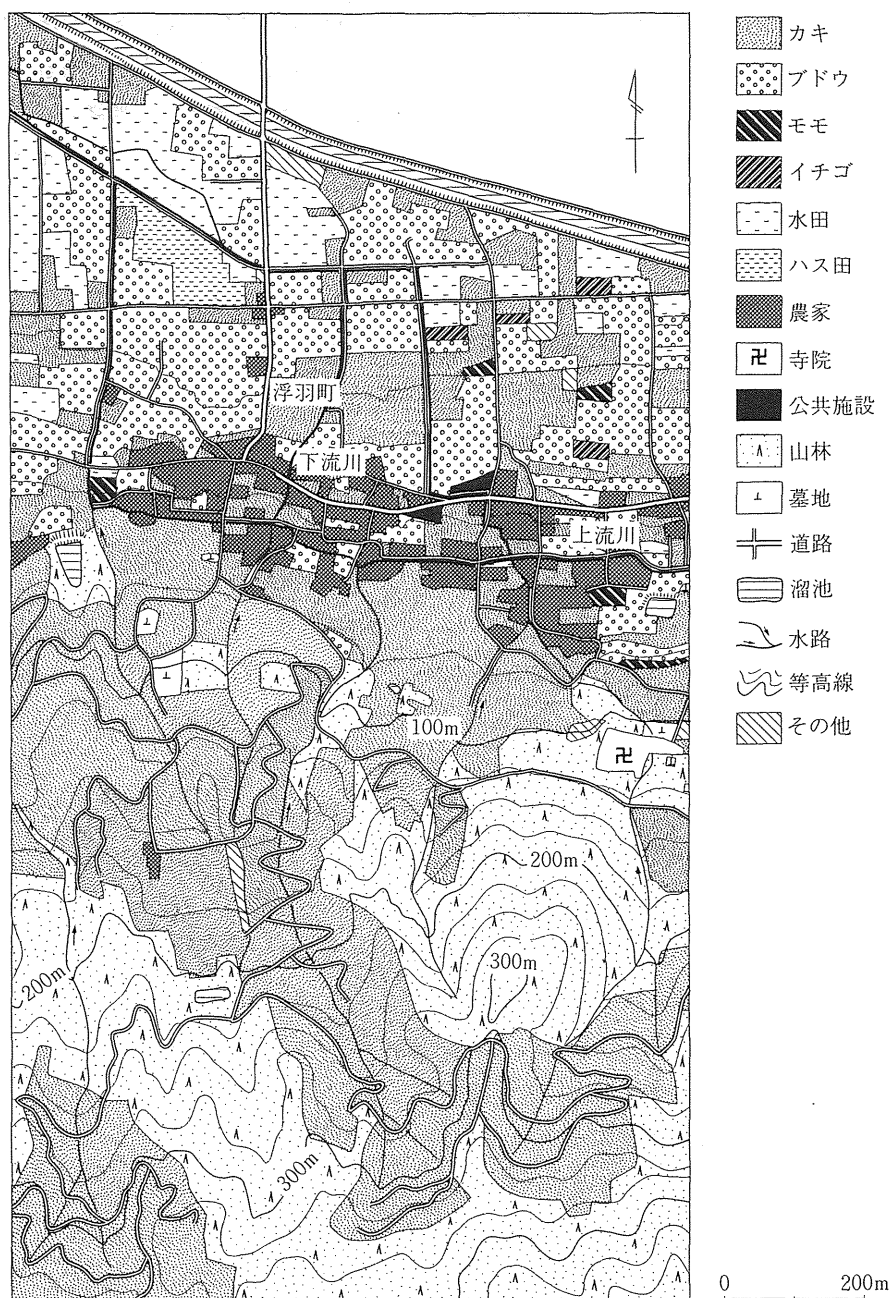 浮羽町
下流川
上流川
100m
卍
200m
300m
200m
300m
カキ
ブドウ
モモ
イチゴ
水田
ハス田
農家
卍 寺院
公共施設
山林
墓地
道路
溜池
水路
等高線
その他
0 200m